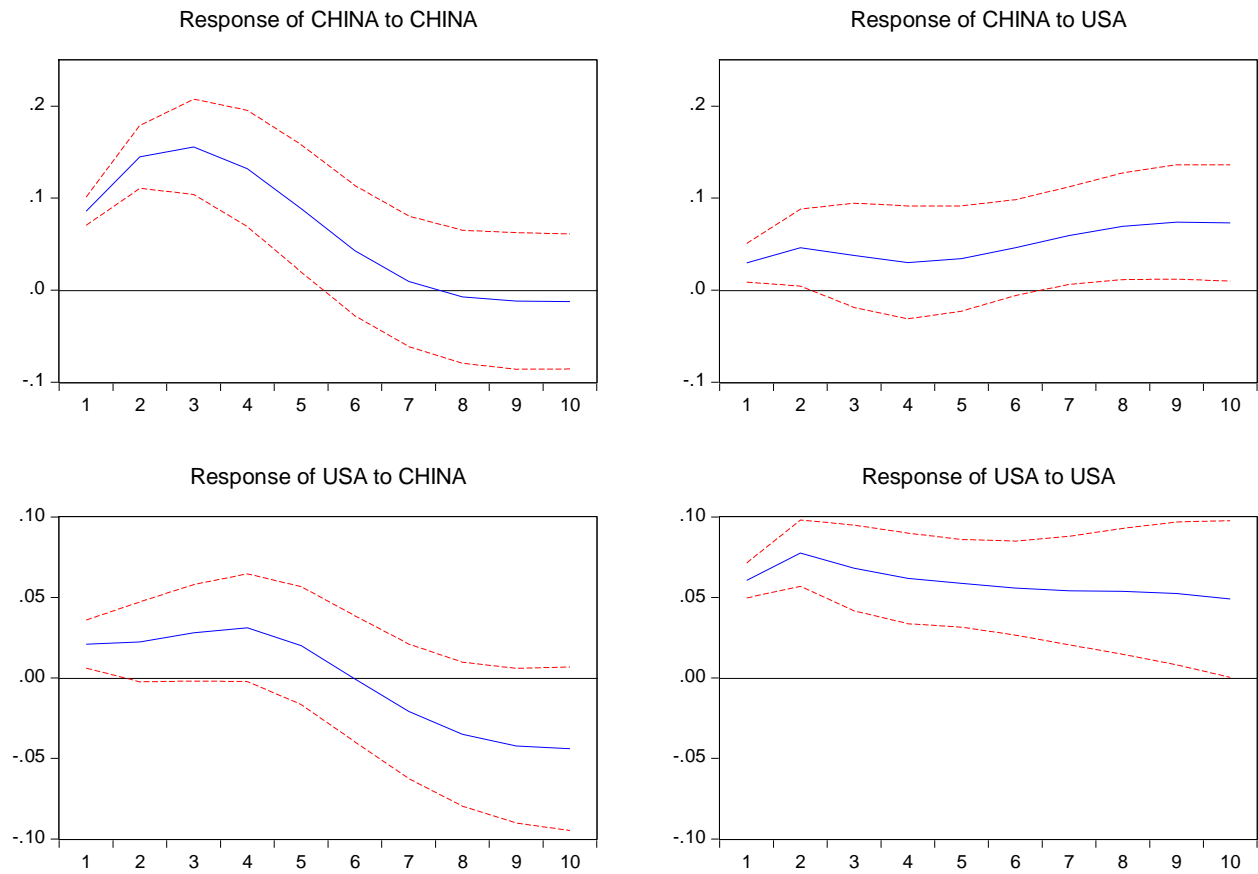 Response of CHINA to CHINA
.2
.1
.0
-.1
1 2 3 4 5 6 7 8 9 10
Response of CHINA to USA
.2
.1
.0
-.1
1 2 3 4 5 6 7 8 9 10
Response of USA to CHINA
.10
.05
.00
-.05
-.10
1 2 3 4 5 6 7 8 9 10
Response of USA to USA
.10
.05
.00
-.05
-.10
1 2 3 4 5 6 7 8 9 10